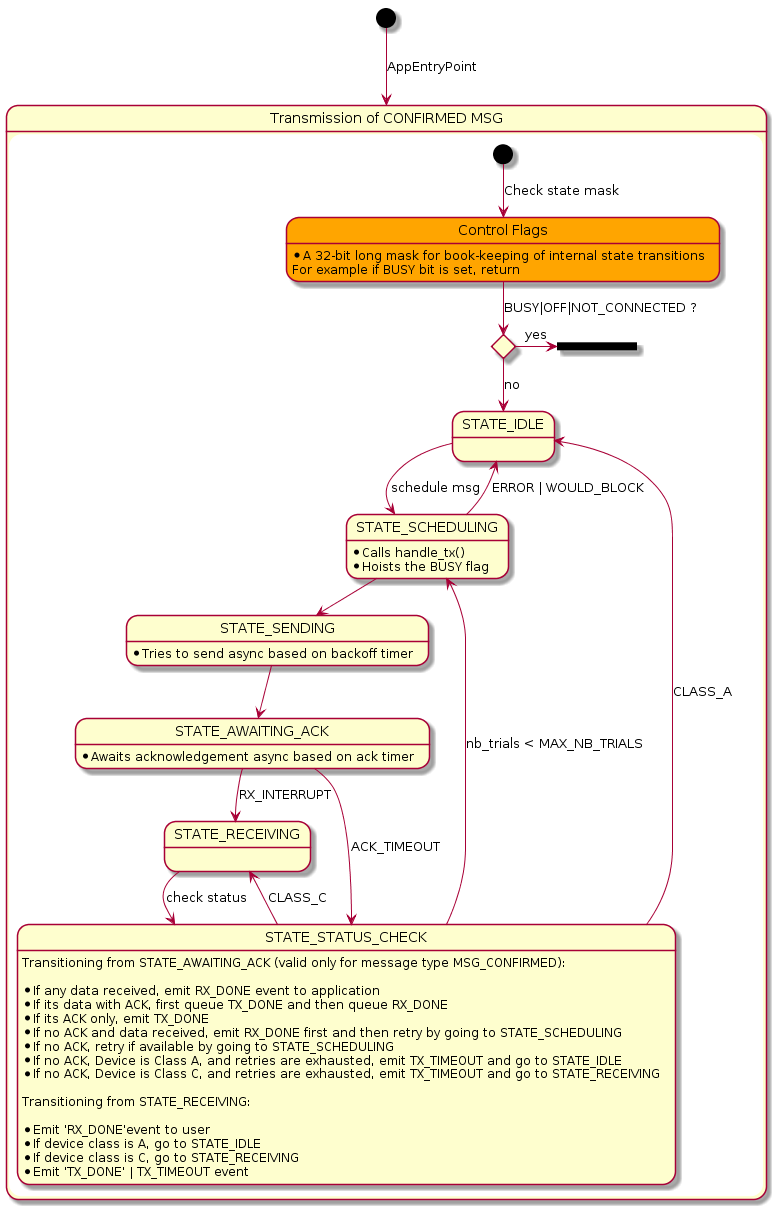 AppEntryPoint
Transmission of CONFIRMED MSG
Check state mask
Control Flags
•A 32-bit long mask for book-keeping of internal state transitions
For example if BUSY bit is set, return
BUSY|OFF|NOT_CONNECTED ?
yes
no
STATE_IDLE
schedule msg
ERROR | WOULD_BLOCK
STATE_SCHEDULING
•Calls handle_tx()
•Hoists the BUSY flag
STATE_SENDING
•Tries to send async based on backoff timer
CLASS_A
STATE_AWAITING_ACK
nb_trials < MAX_NB_TRIALS
•Awaits acknowledgement async based on ack timer
RX_INTERRUPT
STATE_RECEIVING
ACK_TIMEOUT
check status
CLASS_C
STATE_STATUS_CHECK
Transitioning from STATE_AWAITING_ACK (valid only for message type MSG_CONFIRMED):
•If any data received, emit RX_DONE event to application
•If its data with ACK, first queue TX_DONE and then queue RX_DONE
•If its ACK only, emit TX_DONE
•If no ACK and data received, emit RX_DONE first and then retry by going to STATE_SCHEDULING
•If no ACK, retry if available by going to STATE_SCHEDULING
•If no ACK, Device is Class A, and retries are exhausted, emit TX_TIMEOUT and go to STATE_IDLE
•If no ACK, Device is Class C, and retries are exhausted, emit TX_TIMEOUT and go to STATE_RECEIVING
Transitioning from STATE_RECEIVING:
•Emit 'RX_DONE'event to user
•If device class is A, go to STATE_IDLE
•If device class is C, go to STATE_RECEIVING
•Emit 'TX_DONE' | TX_TIMEOUT event